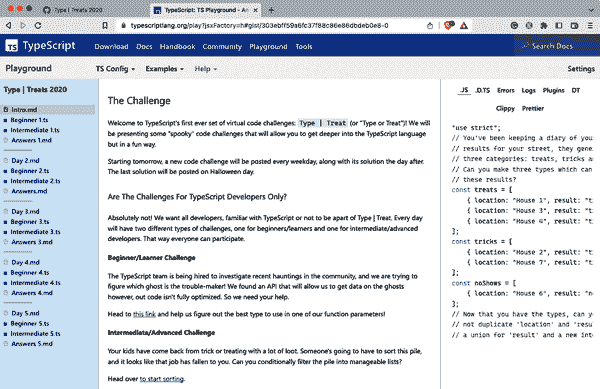 Type | Treats 2020
TypeScript: TS Playground - An
typescriptlang.org/play?jsxFactory=h#gist/303ebff59a6fc37f88c86e86dbdeb0e8-0
TS TypeScript
Download Docs Handbook Community Playground Tools
Search Docs
Playground
TS Config Examples Help
Settings
Type | Treats 2020
Intro.md
Beginner 1.ts
Intermediate 1.ts
Answers 1.md
Day 2.md
Beginner 2.ts
Intermediate 2.ts
Answers.md
Day 3.md
Beginner 3.ts
Intermediate 3.ts
Answers 3.md
Day 4.md
Beginner 4.ts
Intermediate 4.ts
Answers 4.md
Day 5.md
Beginner 5.ts
Intermediate 5.ts
Answers 5.md
The Challenge
Welcome to TypeScript's first ever set of virtual code challenges: Type | Treat (or "Type or Treat")! We will
be presenting some "spooky" code challenges that will allow you to get deeper into the TypeScript language
but in a fun way.
Starting tomorrow, a new code challenge will be posted every weekday, along with its solution the day after.
The last solution will be posted on Halloween day.
Are The Challenges For TypeScript Developers Only?
Absolutely not! We want all developers, familiar with TypeScript or not to be apart of Type | Treat. Every day
will have two different types of challenges, one for beginners/learners and one for intermediate/advanced
developers. That way everyone can participate.
Beginner/Learner Challenge
The TypeScript team is being hired to investigate recent hauntings in the community, and we are trying to
figure which ghost is the trouble-maker! We found an API that will allow us to get data on the ghosts
however, out code isn't fully optimized. So we need your help.
Head to this link and help us figure out the best type to use in one of our function parameters!
Intermediate/Advanced Challenge
Your kids have come back from trick or treating with a lot of loot. Someone's going to have to sort this pile,
and it looks like that job has fallen to you. Can you conditionally filter the pile into manageable lists?
Head over to start sorting.
.JS .D.TS Errors Logs Plugins DT
Clippy Prettier
"use strict";
// You've been keeping a diary of you
// results for your street, they gene
// three categories: treats, tricks an
// Can you make three types which can
// these results?
const treats = [
{ location: "House 1", result: "t
{ location: "House 3", result: "t
{ location: "House 4", result: "t
];
const tricks = [
{ location: "House 2", result: "t
{ location: "House 7", result: "t
];
const noShows = [
{ location: "House 6", result: "no
];
// Now that you have the types, can yo
// not duplicate 'location' and 'resul
// a union for 'result' and a new inte